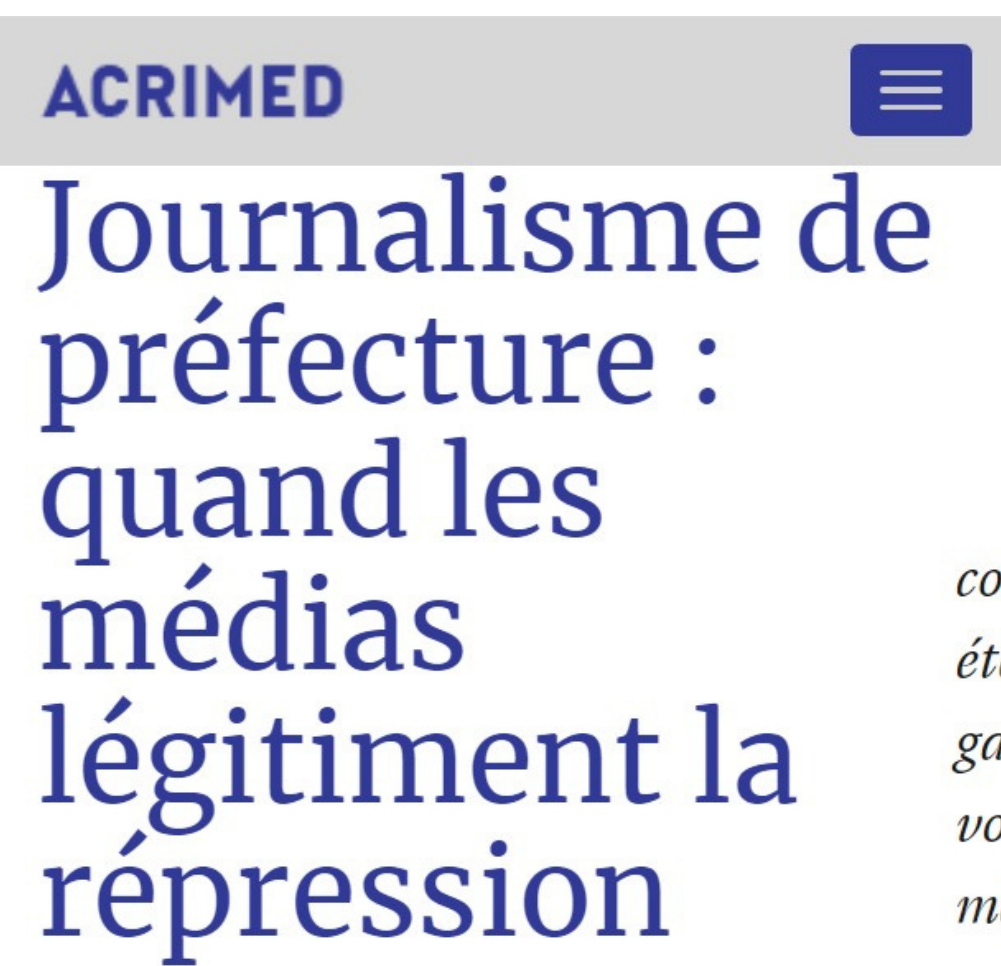 ACRIMED
Journalisme de
préfecture :
quand les
médias
légitiment la
répression